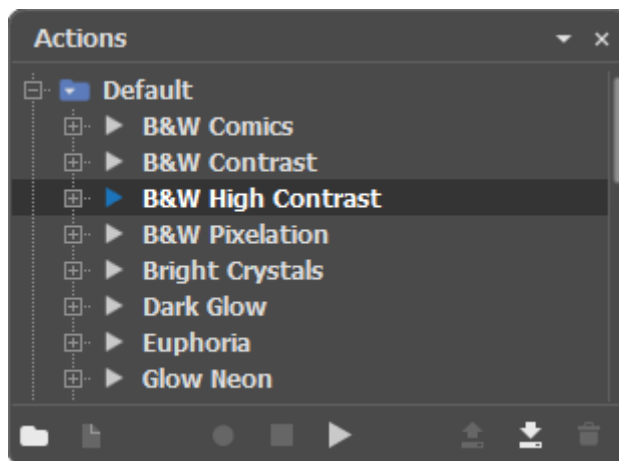 Actions
Default
B&W Comics
B&W Contrast
B&W High Contrast
B&W Pixelation
Bright Crystals
Dark Glow
Euphoria
Glow Neon